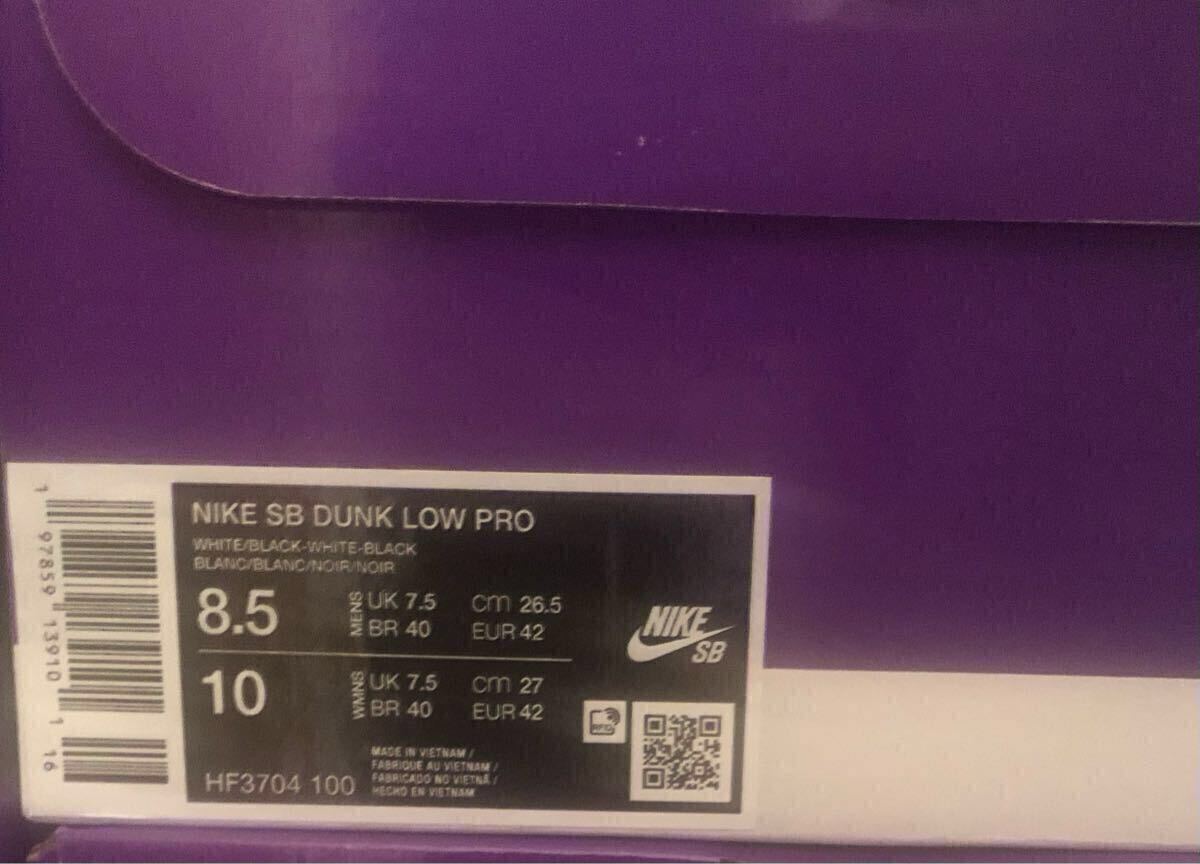 NIKE SB DUNK LOW PRO
WHITE/BLACK-WHITE-BLACK
BLANC/BLANC/NOIR/NOIR
8.5 MENS UK 7.5 cm 26.5
BR 40 EUR 42
10 WMNS UK 7.5 cm 27
BR 40 EUR 42
NIKE
SB
RFID
HF3704 100
MADE IN VIETNAM /
FABRIQUE AU VIETNAM /
FABRICADO NO VIETNÃ /
HECHO EN VIETNAM
1 97859 13910 1 16